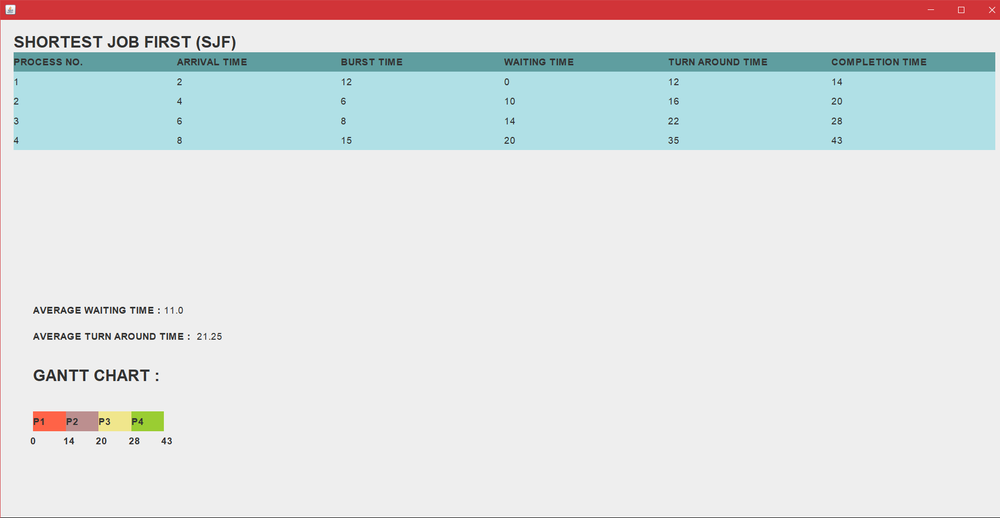 SHORTEST JOB FIRST (SJF)
PROCESS NO. ARRIVAL TIME BURST TIME WAITING TIME TURN AROUND TIME COMPLETION TIME
1 2 12 0 12 14
2 4 6 10 16 20
3 6 8 14 22 28
4 8 15 20 35 43
AVERAGE WAITING TIME : 11.0
AVERAGE TURN AROUND TIME : 21.25
GANTT CHART :
P1 P2 P3 P4
0 14 20 28 43